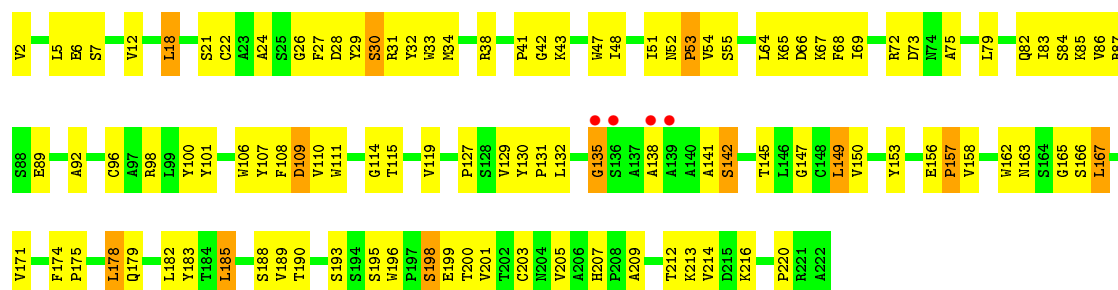 V2 L5 E6 S7 V12 L18 S21 C22 A23 A24 S25 G26 F27 D28 Y29 S30 R31 Y32 W33 M34 R38 P41 G42 K43 W47 I48 I51 N52 P53 V54 S55 L64 K65 D66 K67 F68 I69 R72 D73 N74 A75 L79 Q82 I83 S84 K85 V86 R87
S88 E89 A92 C96 A97 R98 L99 Y100 Y101 W106 Y107 F108 D109 V110 W111 G114 T115 V119 P127 S128 V129 Y130 P131 L132 G135 S136 A137 A138 A139 A140 A141 S142 T145 L146 G147 C148 L149 V150 Y153 E156 P157 V158 W162 N163 S164 G165 S166 L167
V171 F174 P175 L178 Q179 L182 Y183 T184 L185 S188 V189 T190 S193 S194 S195 W196 P197 S198 E199 T200 V201 T202 C203 N204 V205 A206 H207 P208 A209 T212 K213 V214 D215 K216 P220 R221 A222